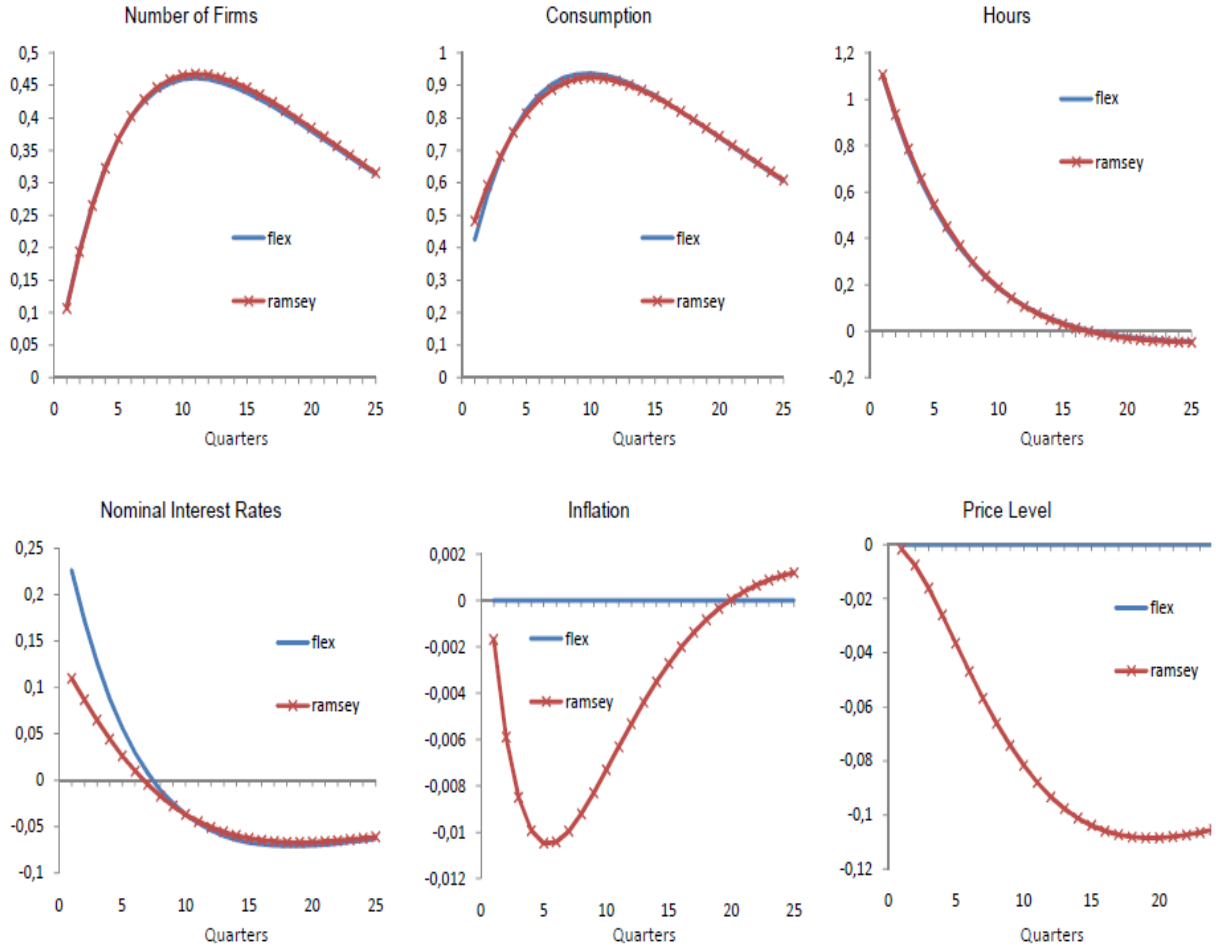 Number of Firms
0,5
0,45
0,4
0,35
0,3
0,25
0,2
0,15
0,1
0,05
0
flex
ramsey
0 5 10 15 20 25
Quarters
Consumption
1
0,9
0,8
0,7
0,6
0,5
0,4
0,3
0,2
0,1
0
flex
ramsey
0 5 10 15 20 25
Quarters
Hours
1,2
1
0,8
0,6
0,4
0,2
0
-0,2
flex
ramsey
0 5 10 15 20 25
Quarters
Nominal Interest Rates
0,25
0,2
0,15
0,1
0,05
0
-0,05
-0,1
flex
ramsey
0 5 10 15 20 25
Quarters
Inflation
0,002
0
-0,002
-0,004
-0,006
-0,008
-0,01
-0,012
flex
ramsey
0 5 10 15 20 25
Quarters
Price Level
0
-0,02
-0,04
-0,06
-0,08
-0,1
-0,12
flex
ramsey
0 5 10 15 20
Quarters